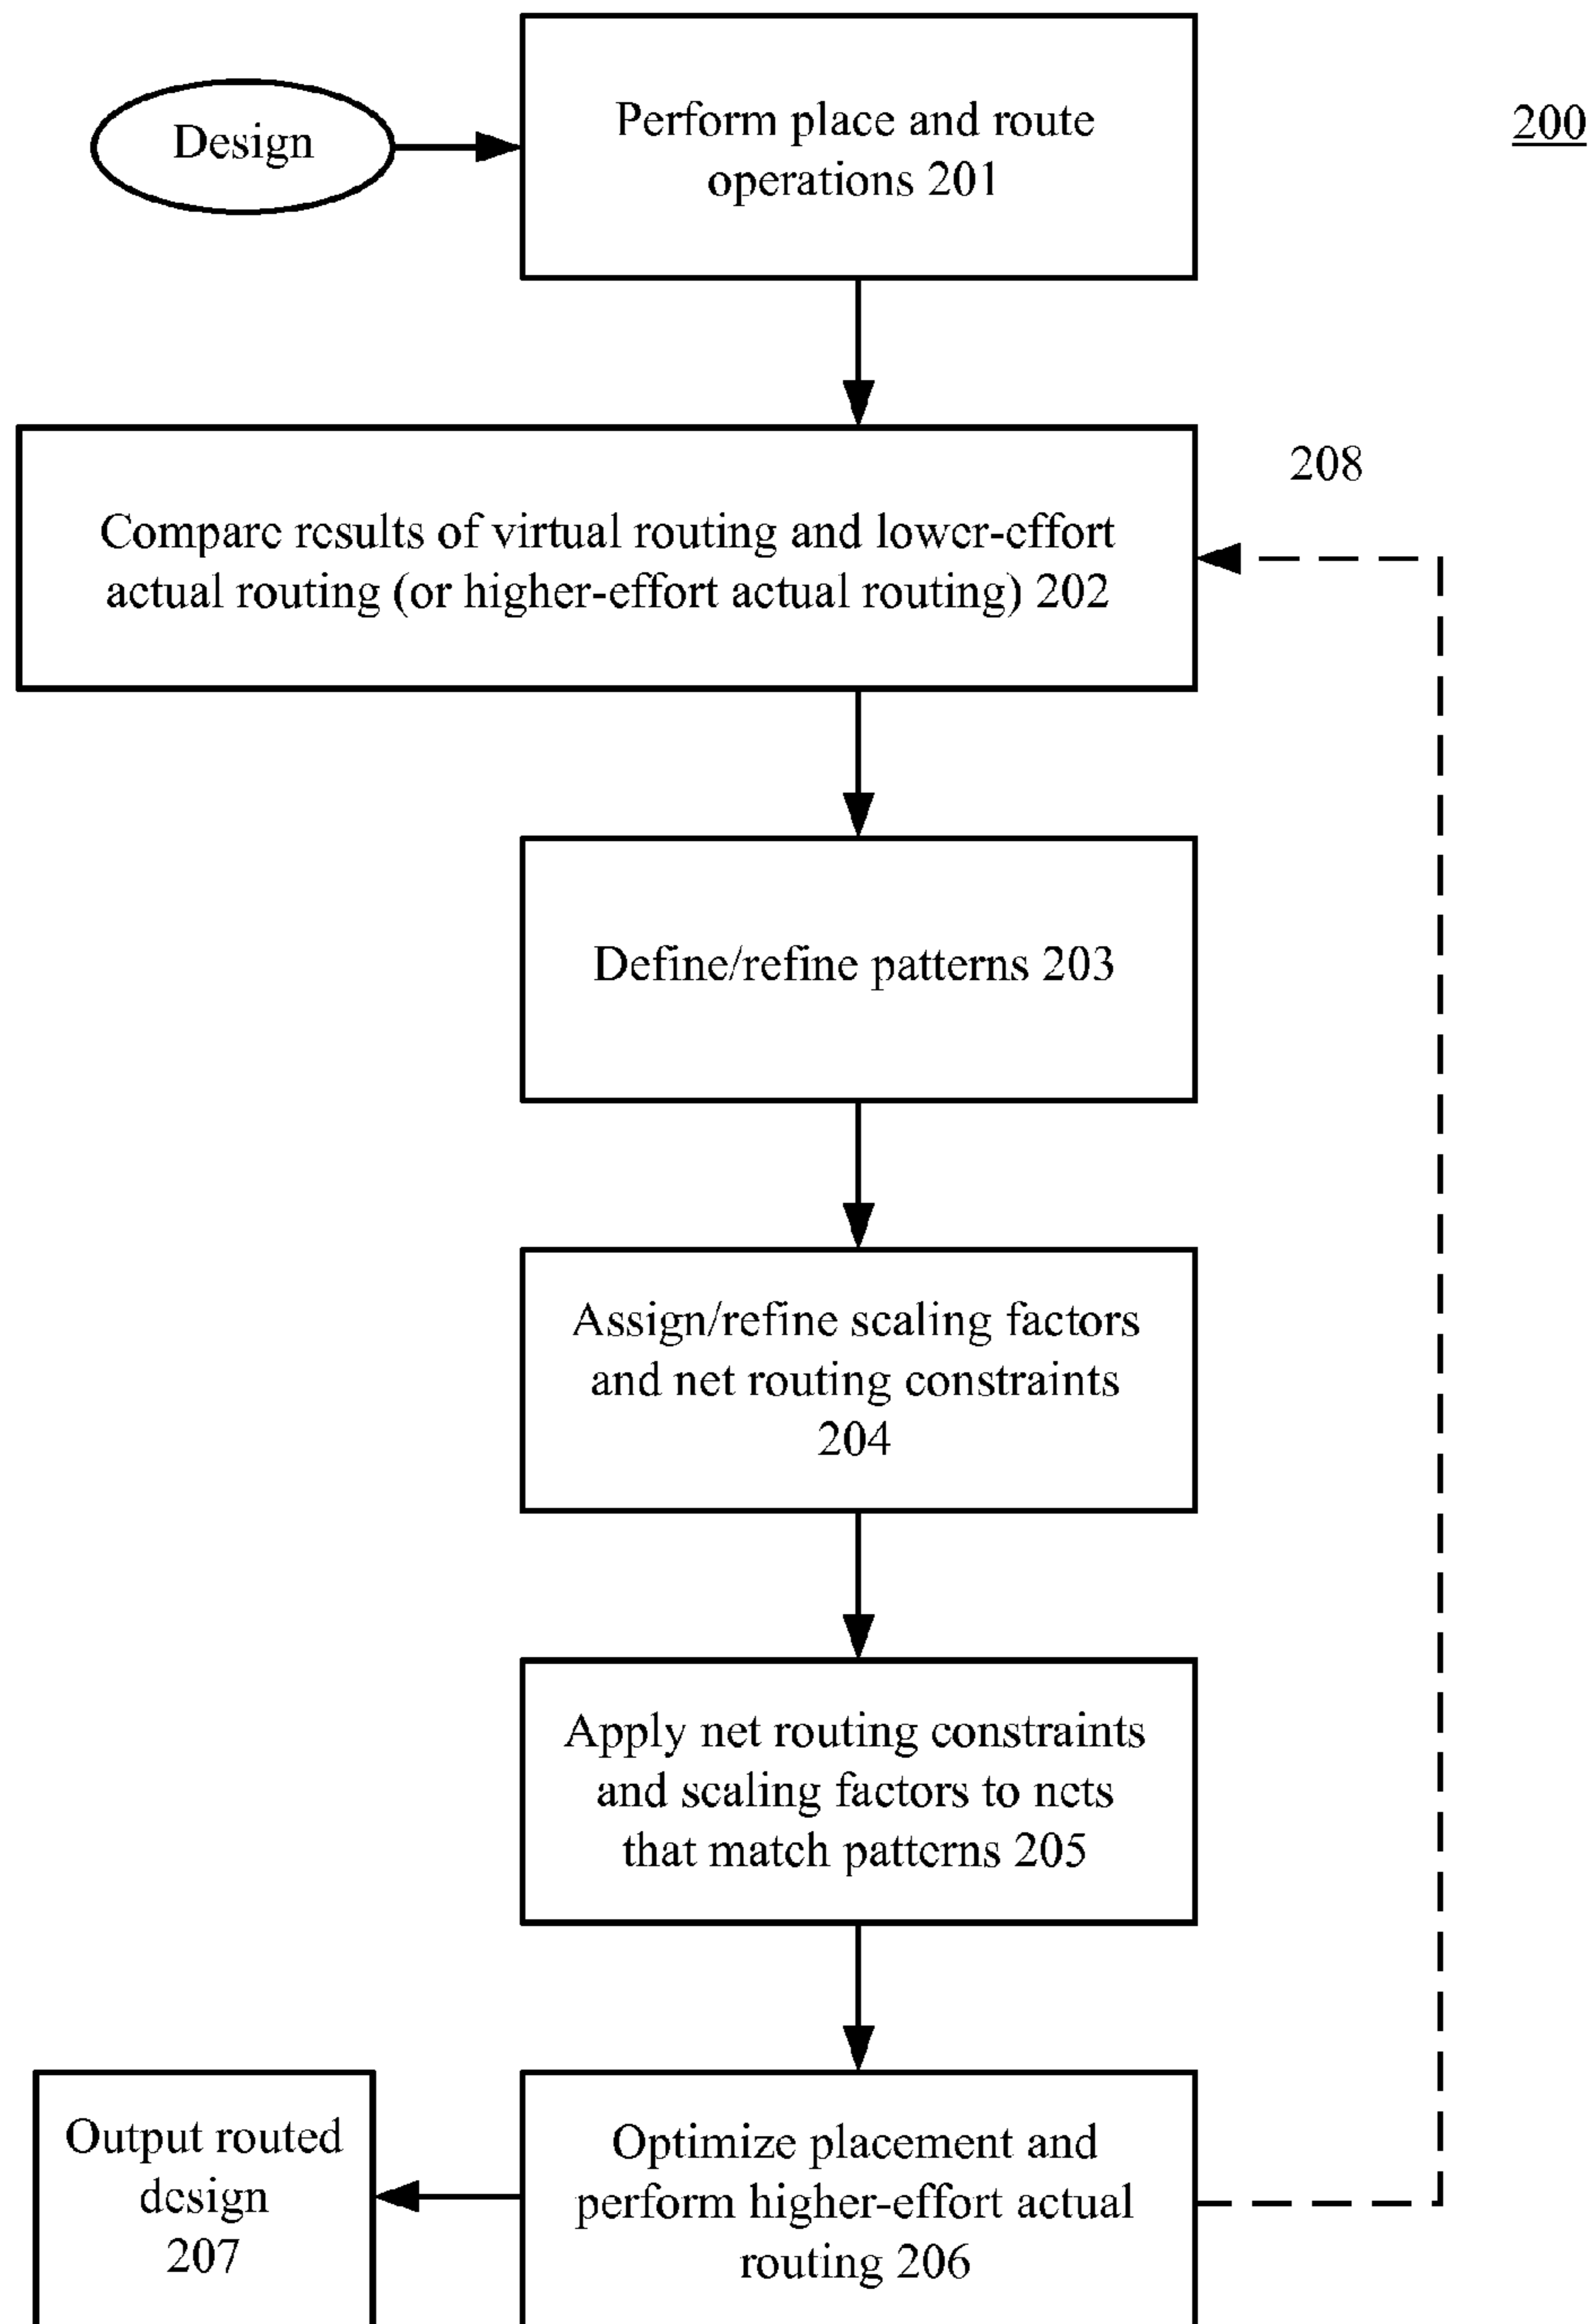 Design
Perform place and route
operations 201
200
Compare results of virtual routing and lower-effort
actual routing (or higher-effort actual routing) 202
208
Define/refine patterns 203
Assign/refine scaling factors
and net routing constraints
204
Apply net routing constraints
and scaling factors to nets
that match patterns 205
Output routed
design
207
Optimize placement and
perform higher-effort actual
routing 206